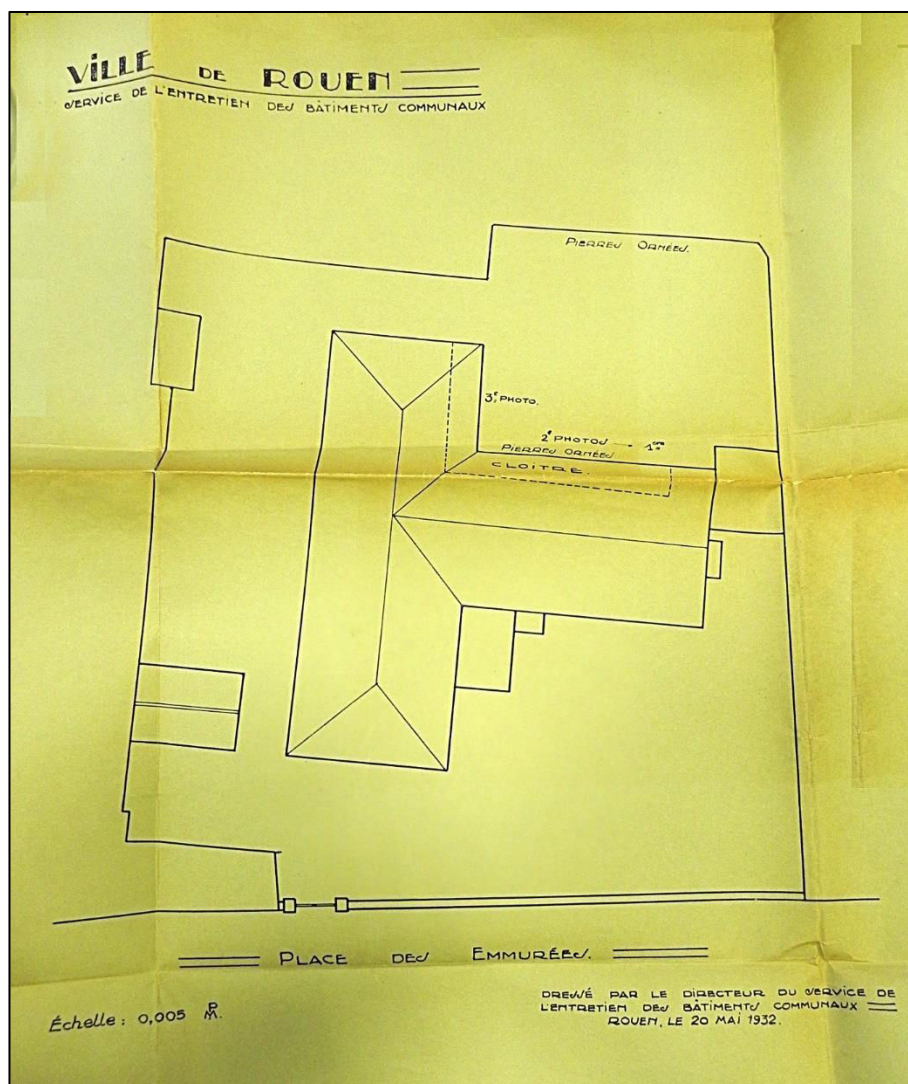 VILLE DE ROUEN
SERVICE DE L'ENTRETIEN DES BÂTIMENTS COMMUNAUX
PIERRES ORNÉES.
3E PHOTO.
2E PHOTOS 1ÈRE
PIERRES ORNÉES
CLOÎTRE.
PLACE DES EMMURÉES.
Échelle : 0,005 P.M.
DRESSÉ PAR LE DIRECTEUR DU SERVICE DE
L'ENTRETIEN DES BÂTIMENTS COMMUNAUX
ROUEN, LE 20 MAI 1932.